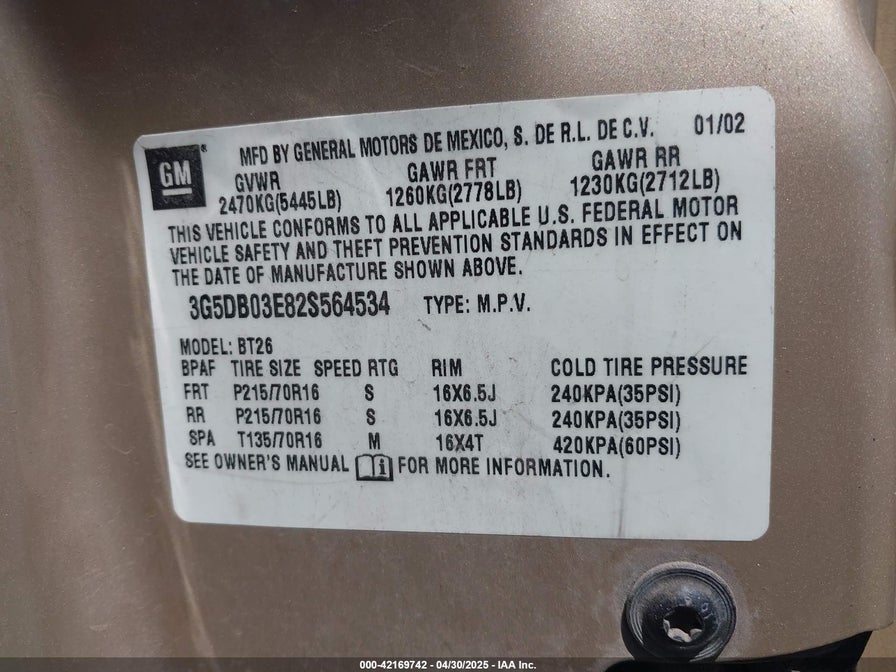 GM
MFD BY GENERAL MOTORS DE MEXICO, S. DE R.L. DE C.V. 01/02
GVWR GAWR FRT GAWR RR
2470KG(5445LB) 1260KG(2778LB) 1230KG(2712LB)
THIS VEHICLE CONFORMS TO ALL APPLICABLE U.S. FEDERAL MOTOR
VEHICLE SAFETY AND THEFT PREVENTION STANDARDS IN EFFECT ON
THE DATE OF MANUFACTURE SHOWN ABOVE.
3G5DB03E82S564534 TYPE: M.P.V.
MODEL: BT26
BPAF TIRE SIZE SPEED RTG RIM COLD TIRE PRESSURE
FRT P215/70R16 S 16X6.5J 240KPA(35PSI)
RR P215/70R16 S 16X6.5J 240KPA(35PSI)
SPA T135/70R16 M 16X4T 420KPA(60PSI)
SEE OWNER'S MANUAL i FOR MORE INFORMATION.
000-42169742 - 04/30/2025 - IAA Inc.